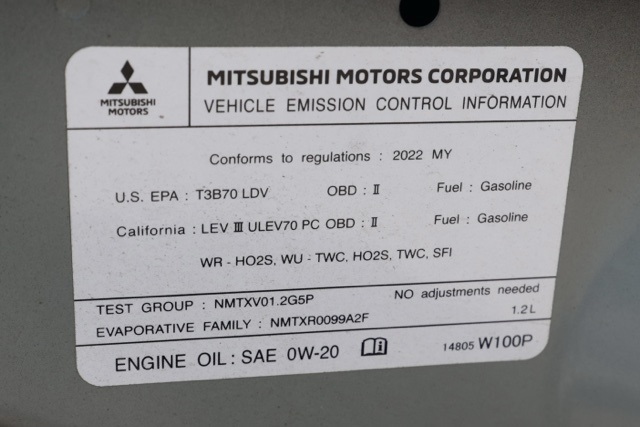 MITSUBISHI MOTORS
MITSUBISHI MOTORS CORPORATION
VEHICLE EMISSION CONTROL INFORMATION
Conforms to regulations : 2022 MY
U.S. EPA : T3B70 LDV OBD : Ⅱ Fuel : Gasoline
California : LEV Ⅲ ULEV70 PC OBD : Ⅱ Fuel : Gasoline
WR - HO2S, WU - TWC, HO2S, TWC, SFI
TEST GROUP : NMTXV01.2G5P NO adjustments needed
EVAPORATIVE FAMILY : NMTXR0099A2F 1.2 L
ENGINE OIL : SAE 0W-20 14805 W100P